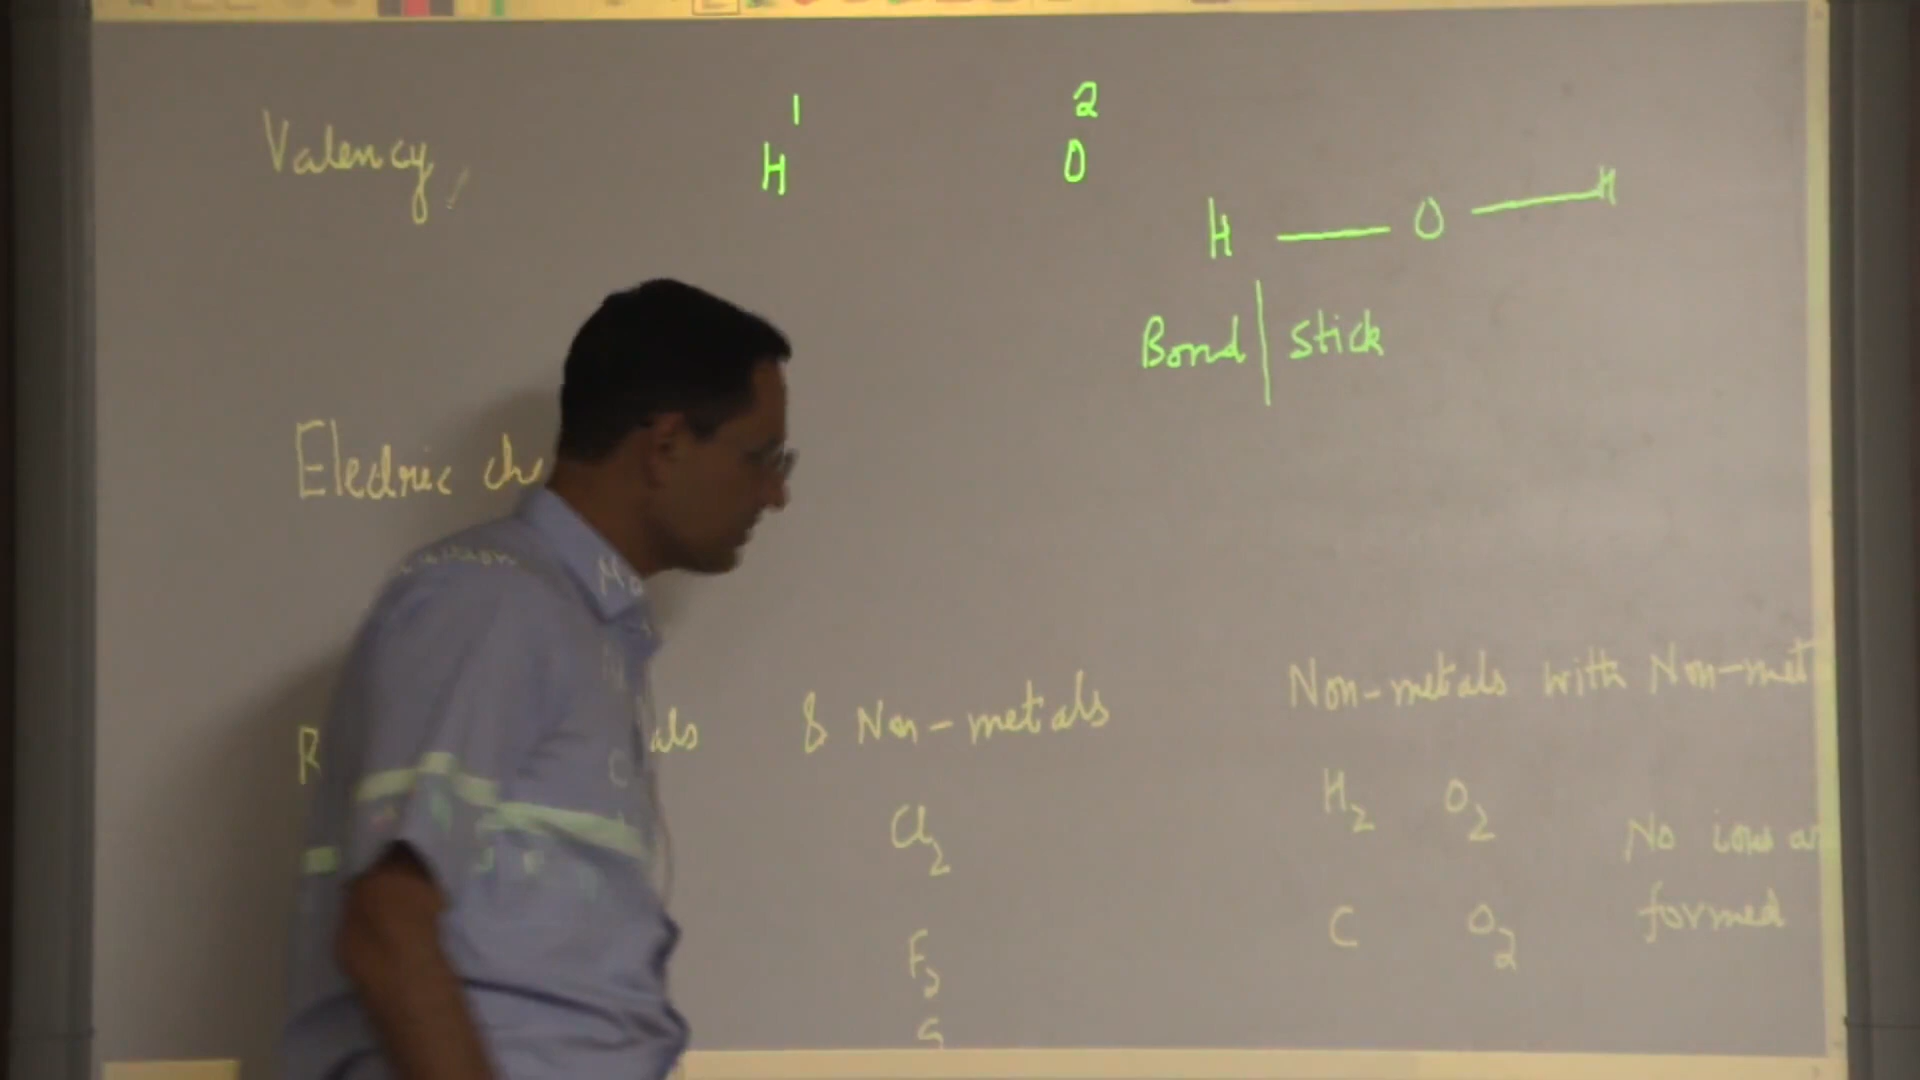 Valency
1 2
H O
H — O — H
Bond | Stick
Electric
& Non-metals
Non-metals with Non-met
Cl2
H2 O2
No ions
formed
F2
C O2
S